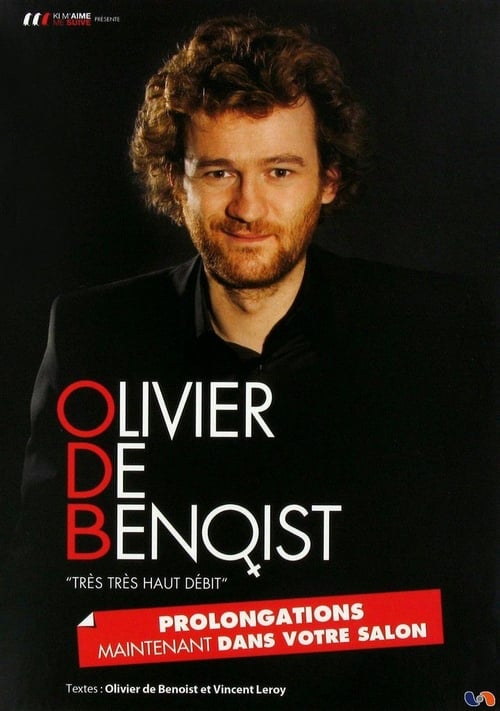 KI M'AIME
ME SUIVE PRÉSENTE
OLIVIER
DE
BENOIST
"TRÈS TRÈS HAUT DÉBIT"
PROLONGATIONS
MAINTENANT DANS VOTRE SALON
Textes : Olivier de Benoist et Vincent Leroy